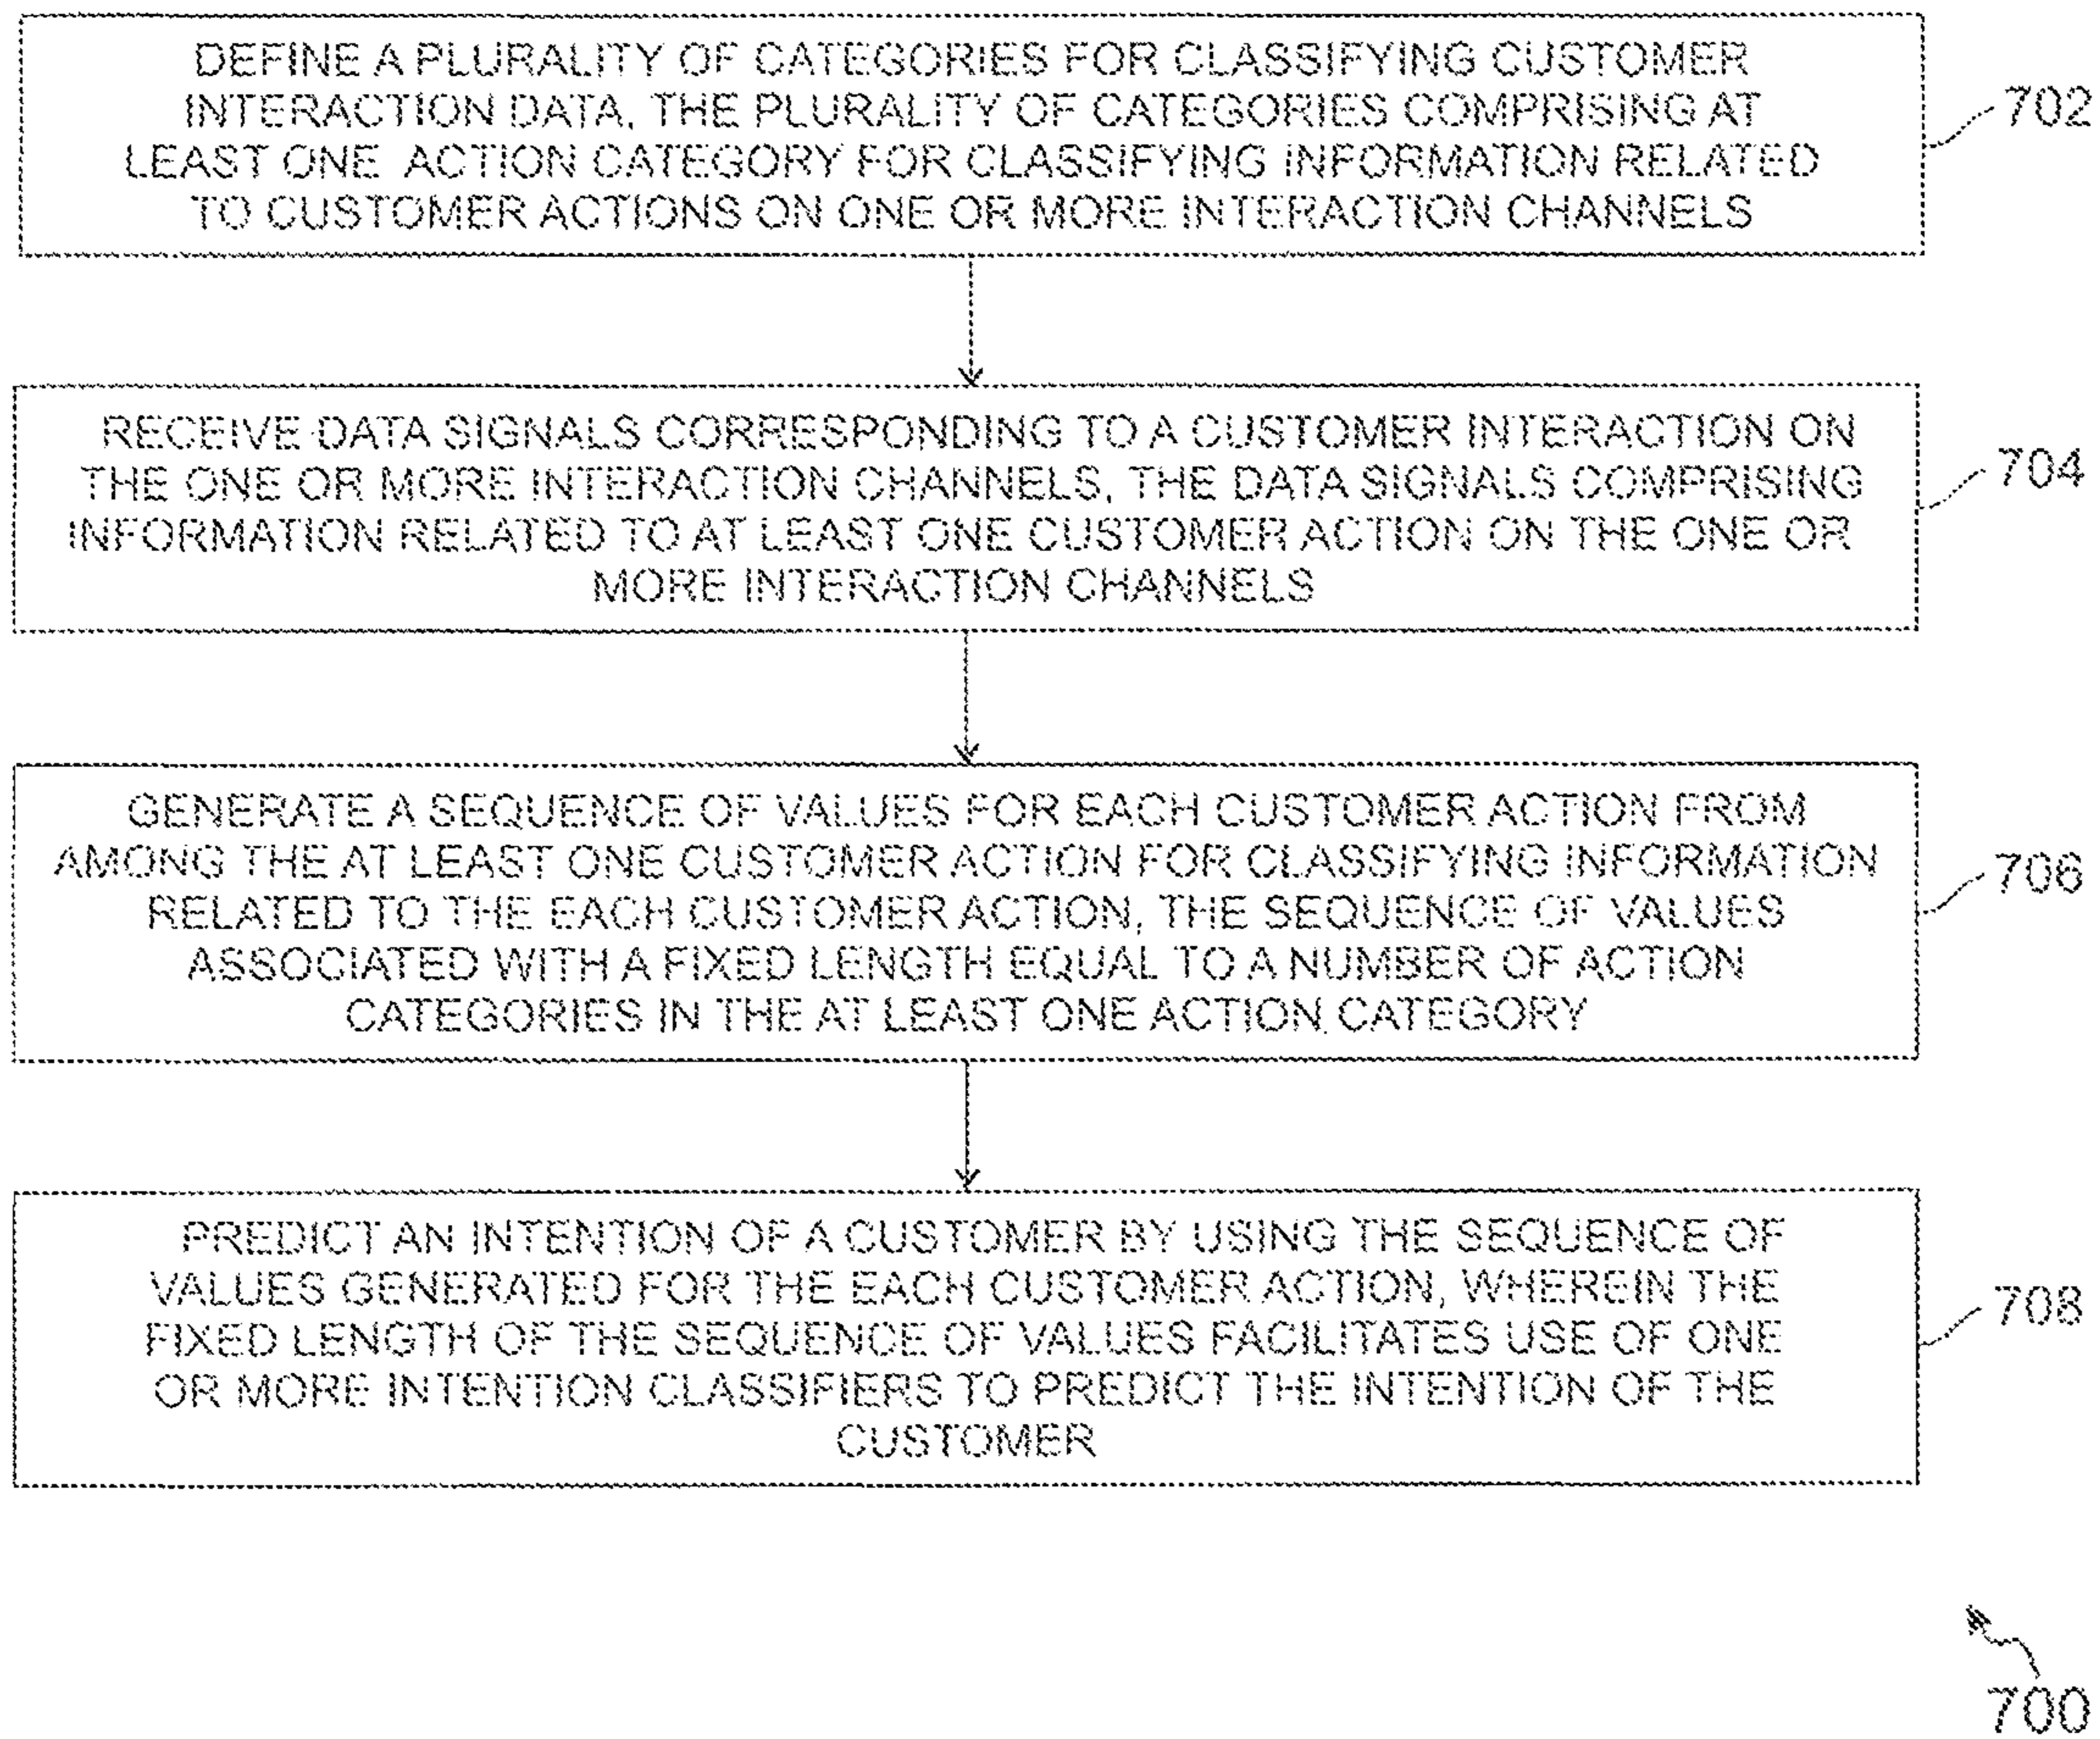 DEFINE A PLURALITY OF CATEGORIES FOR CLASSIFYING CUSTOMER
INTERACTION DATA, THE PLURALITY OF CATEGORIES COMPRISING AT
LEAST ONE ACTION CATEGORY FOR CLASSIFYING INFORMATION RELATED
TO CUSTOMER ACTIONS ON ONE OR MORE INTERACTION CHANNELS
702
RECEIVE DATA SIGNALS CORRESPONDING TO A CUSTOMER INTERACTION ON
THE ONE OR MORE INTERACTION CHANNELS, THE DATA SIGNALS COMPRISING
INFORMATION RELATED TO AT LEAST ONE CUSTOMER ACTION ON THE ONE OR
MORE INTERACTION CHANNELS
704
GENERATE A SEQUENCE OF VALUES FOR EACH CUSTOMER ACTION FROM
AMONG THE AT LEAST ONE CUSTOMER ACTION FOR CLASSIFYING INFORMATION
RELATED TO THE EACH CUSTOMER ACTION, THE SEQUENCE OF VALUES
ASSOCIATED WITH A FIXED LENGTH EQUAL TO A NUMBER OF ACTION
CATEGORIES IN THE AT LEAST ONE ACTION CATEGORY
706
PREDICT AN INTENTION OF A CUSTOMER BY USING THE SEQUENCE OF
VALUES GENERATED FOR THE EACH CUSTOMER ACTION, WHEREIN THE
FIXED LENGTH OF THE SEQUENCE OF VALUES FACILITATES USE OF ONE
OR MORE INTENTION CLASSIFIERS TO PREDICT THE INTENTION OF THE
CUSTOMER
708
700